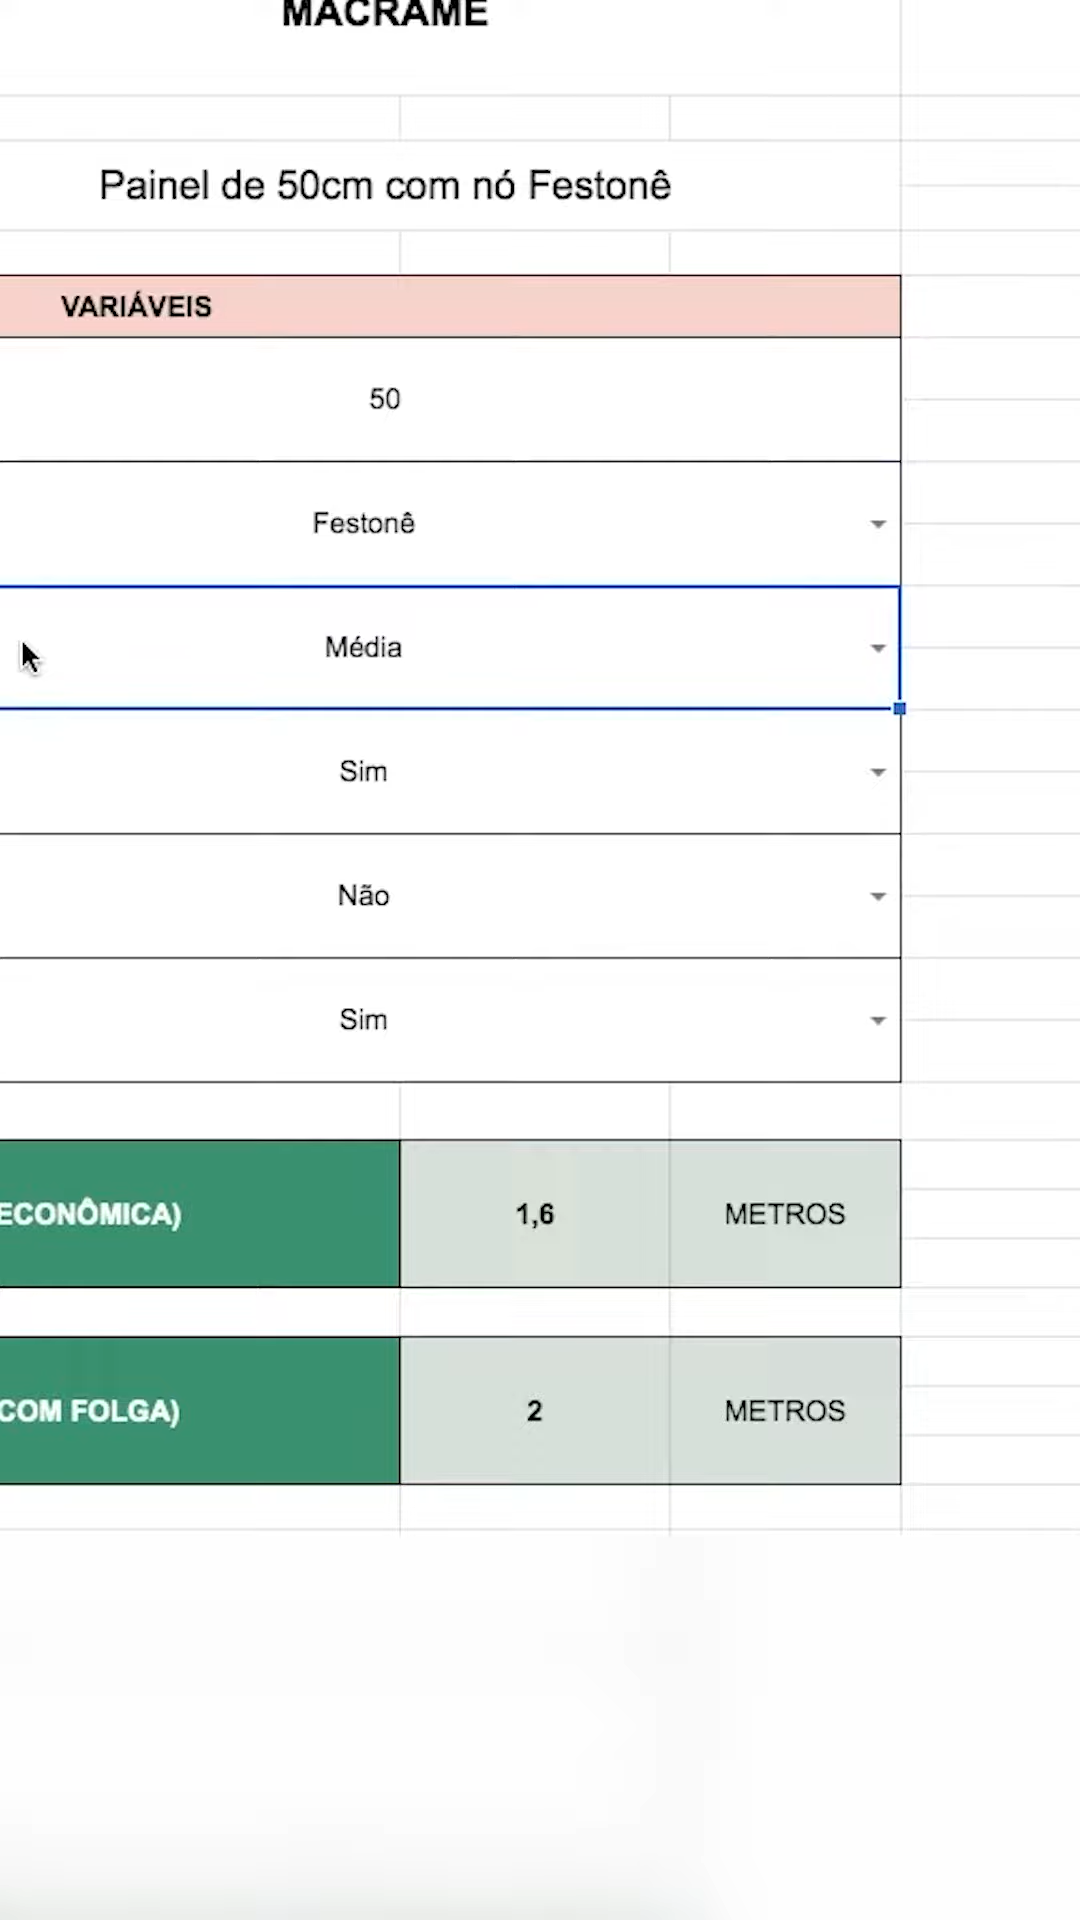 MACRAMÊ
Painel de 50cm com nó Festonê
VARIÁVEIS
50
Festonê
Média
Sim
Não
Sim
ECONÔMICA)
1,6
METROS
COM FOLGA)
2
METROS